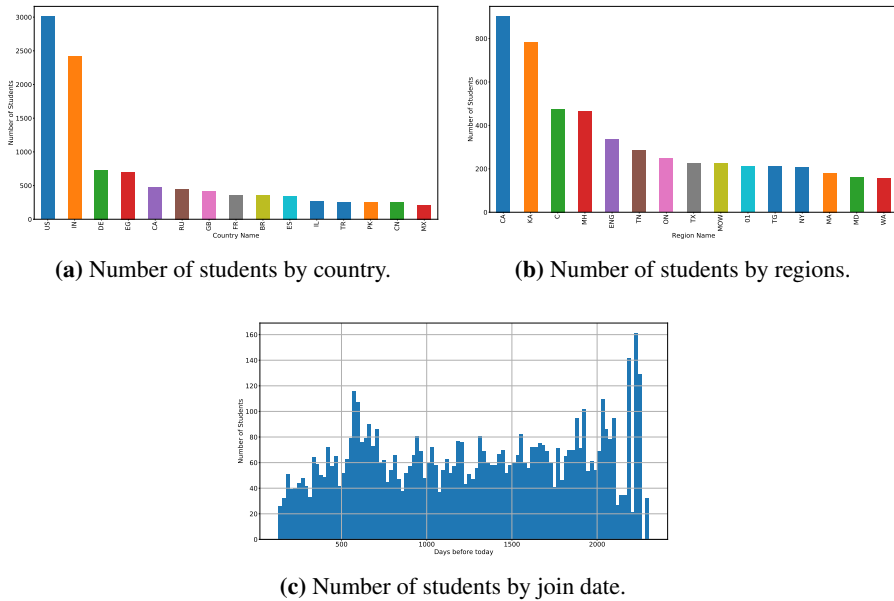 3000
2500
2000
1500
1000
500
0
Number of Students
US IN DE EG CA RU GB FR BR ES IL TR PK CN MX
Country Name
(a) Number of students by country.
800
600
400
200
0
Number of Students
CA KA C MH ENG TN ON TX MOW 01 TG NY MA MD WA
Region Name
(b) Number of students by regions.
160
140
120
100
80
60
40
20
0
Number of Students
500 1000 1500 2000
Days before today
(c) Number of students by join date.